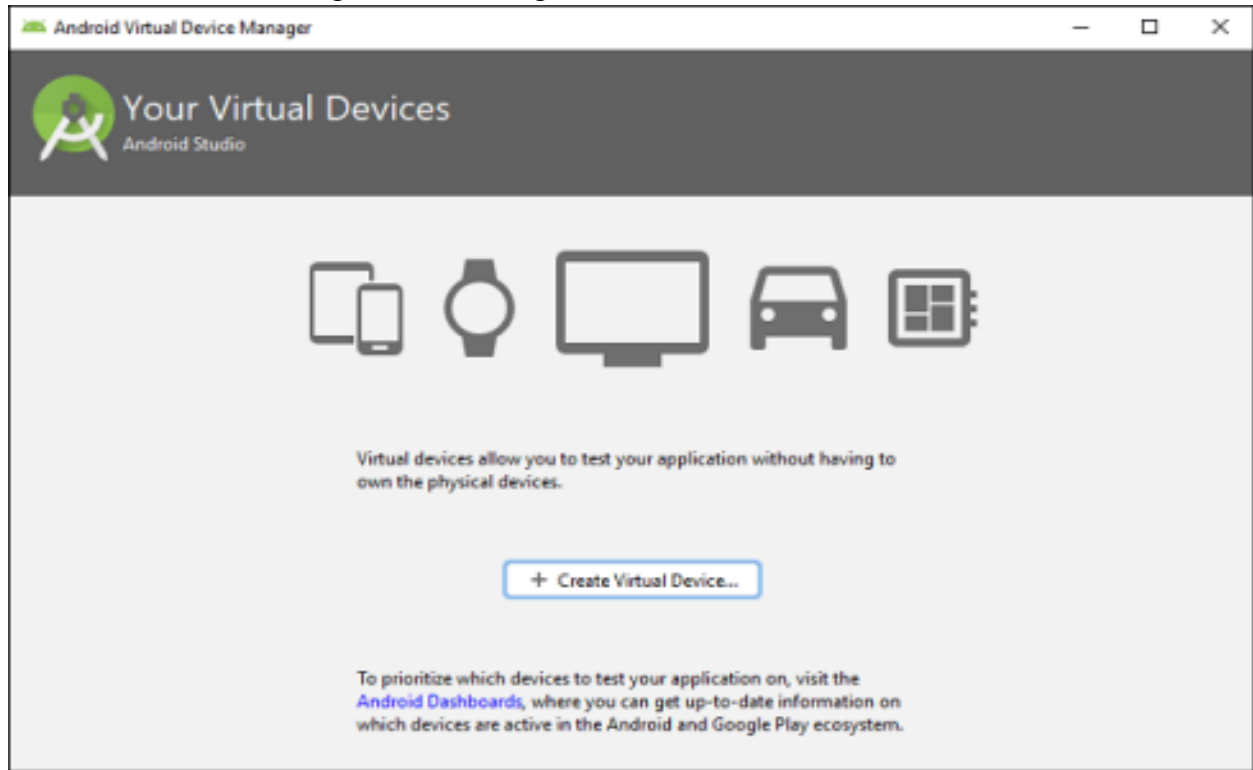 Android Virtual Device Manager
Your Virtual Devices
Android Studio
Virtual devices allow you to test your application without having to
own the physical devices.
+ Create Virtual Device...
To prioritize which devices to test your application on, visit the
Android Dashboards, where you can get up-to-date information on
which devices are active in the Android and Google Play ecosystem.